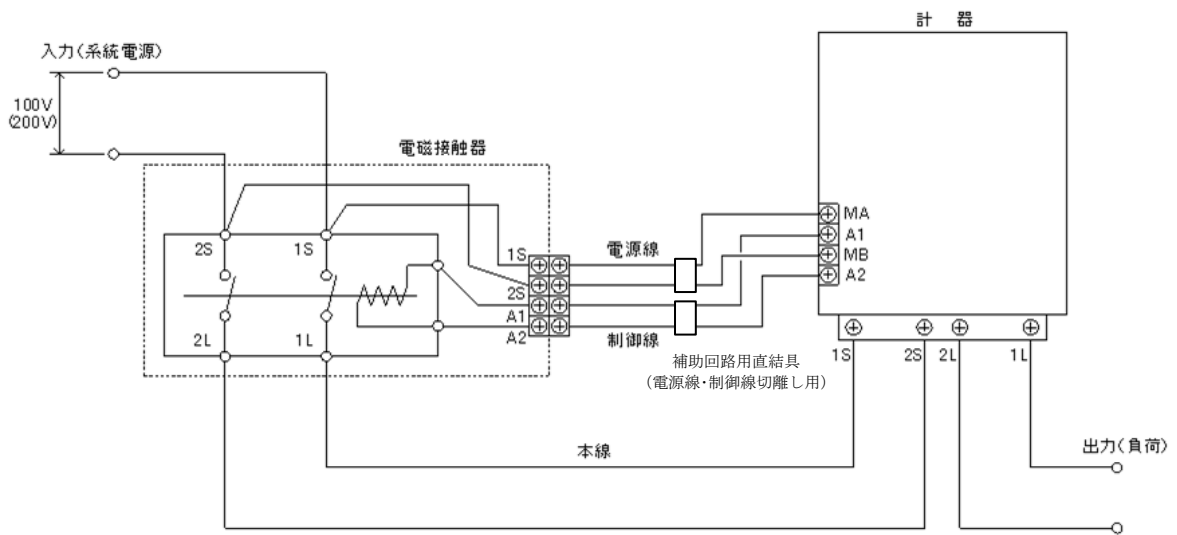 計 器
入力(系統電源)
100V
(200V)
電磁接触器
2S
1S
1S
2S
A1
A2
電源線
制御線
MA
A1
MB
A2
2L
1L
補助回路用直結具
(電源線・制御線切離し用)
1S
2S
2L
1L
本線
出力(負荷)